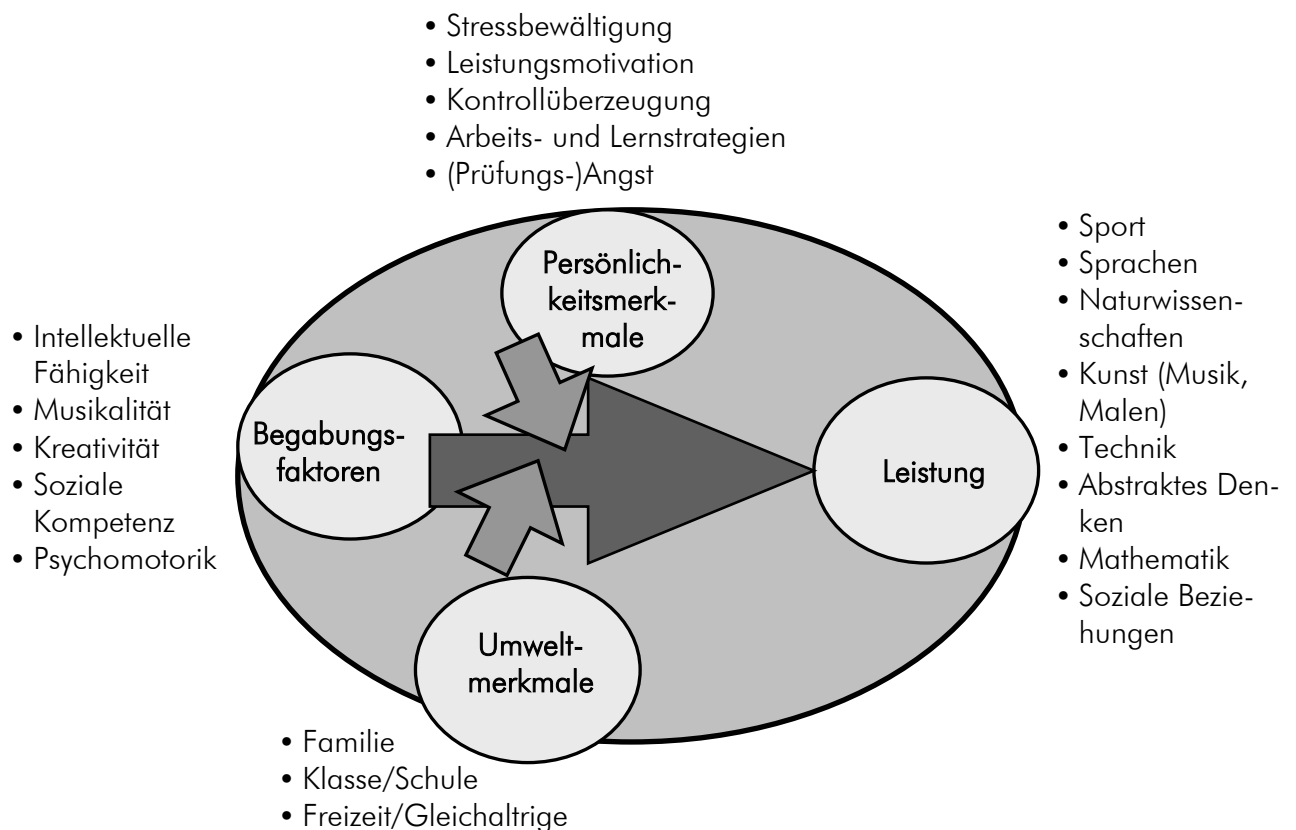 • Stressbewältigung
• Leistungsmotivation
• Kontrollüberzeugung
• Arbeits- und Lernstrategien
• (Prüfungs-)Angst
Persönlich-
keitsmerk-
male
• Intellektuelle
Fähigkeit
• Musikalität
• Kreativität
• Soziale
Kompetenz
• Psychomotorik
Begabungs-
faktoren
Leistung
• Sport
• Sprachen
• Naturwissen-
schaften
• Kunst (Musik,
Malen)
• Technik
• Abstraktes Den-
ken
• Mathematik
• Soziale Bezie-
hungen
Umwelt-
merkmale
• Familie
• Klasse/Schule
• Freizeit/Gleichaltrige